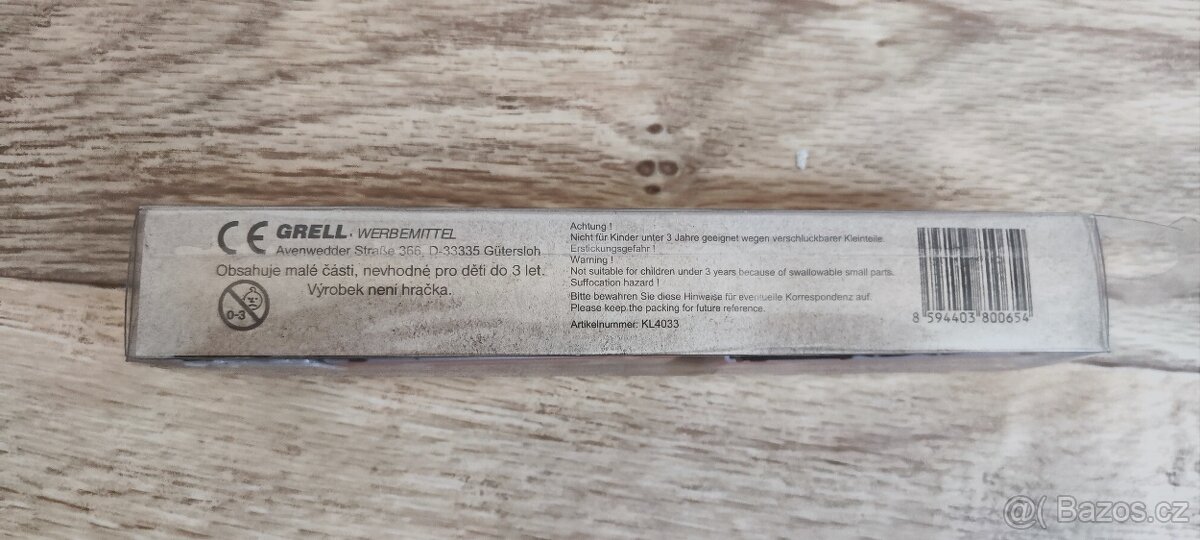 CE GRELL. WERBEMITTEL
Avenwedder Straße 366, D-33335 Gütersloh
Obsahuje malé části, nevhodné pro děti do 3 let.
Výrobek není hračka.
0-3
Achtung !
Nicht für Kinder unter 3 Jahre geeignet wegen verschluckbarer Kleinteile.
Erstickungsgefahr !
Warning !
Not suitable for children under 3 years because of swallowable small parts.
Suffocation hazard !
Bitte bewahren Sie diese Hinweise für eventuelle Korrespondenz auf.
Please keep the packing for future reference.
Artikelnummer: KL4033
8 594403 800654
@( Bazos.cz